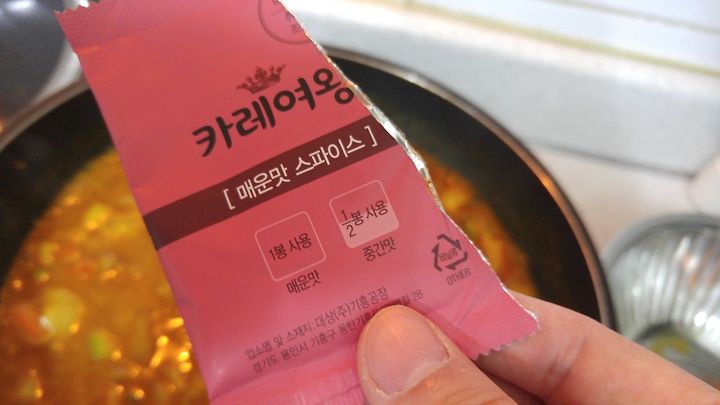 카레여왕
[ 매운맛 스파이스 ]
1봉 사용
매운맛
1/2봉 사용
중간맛
비닐류
OTHER
업소명 및 소재지: 대상(주)기흥공장
경기도 용인시 기흥구 28